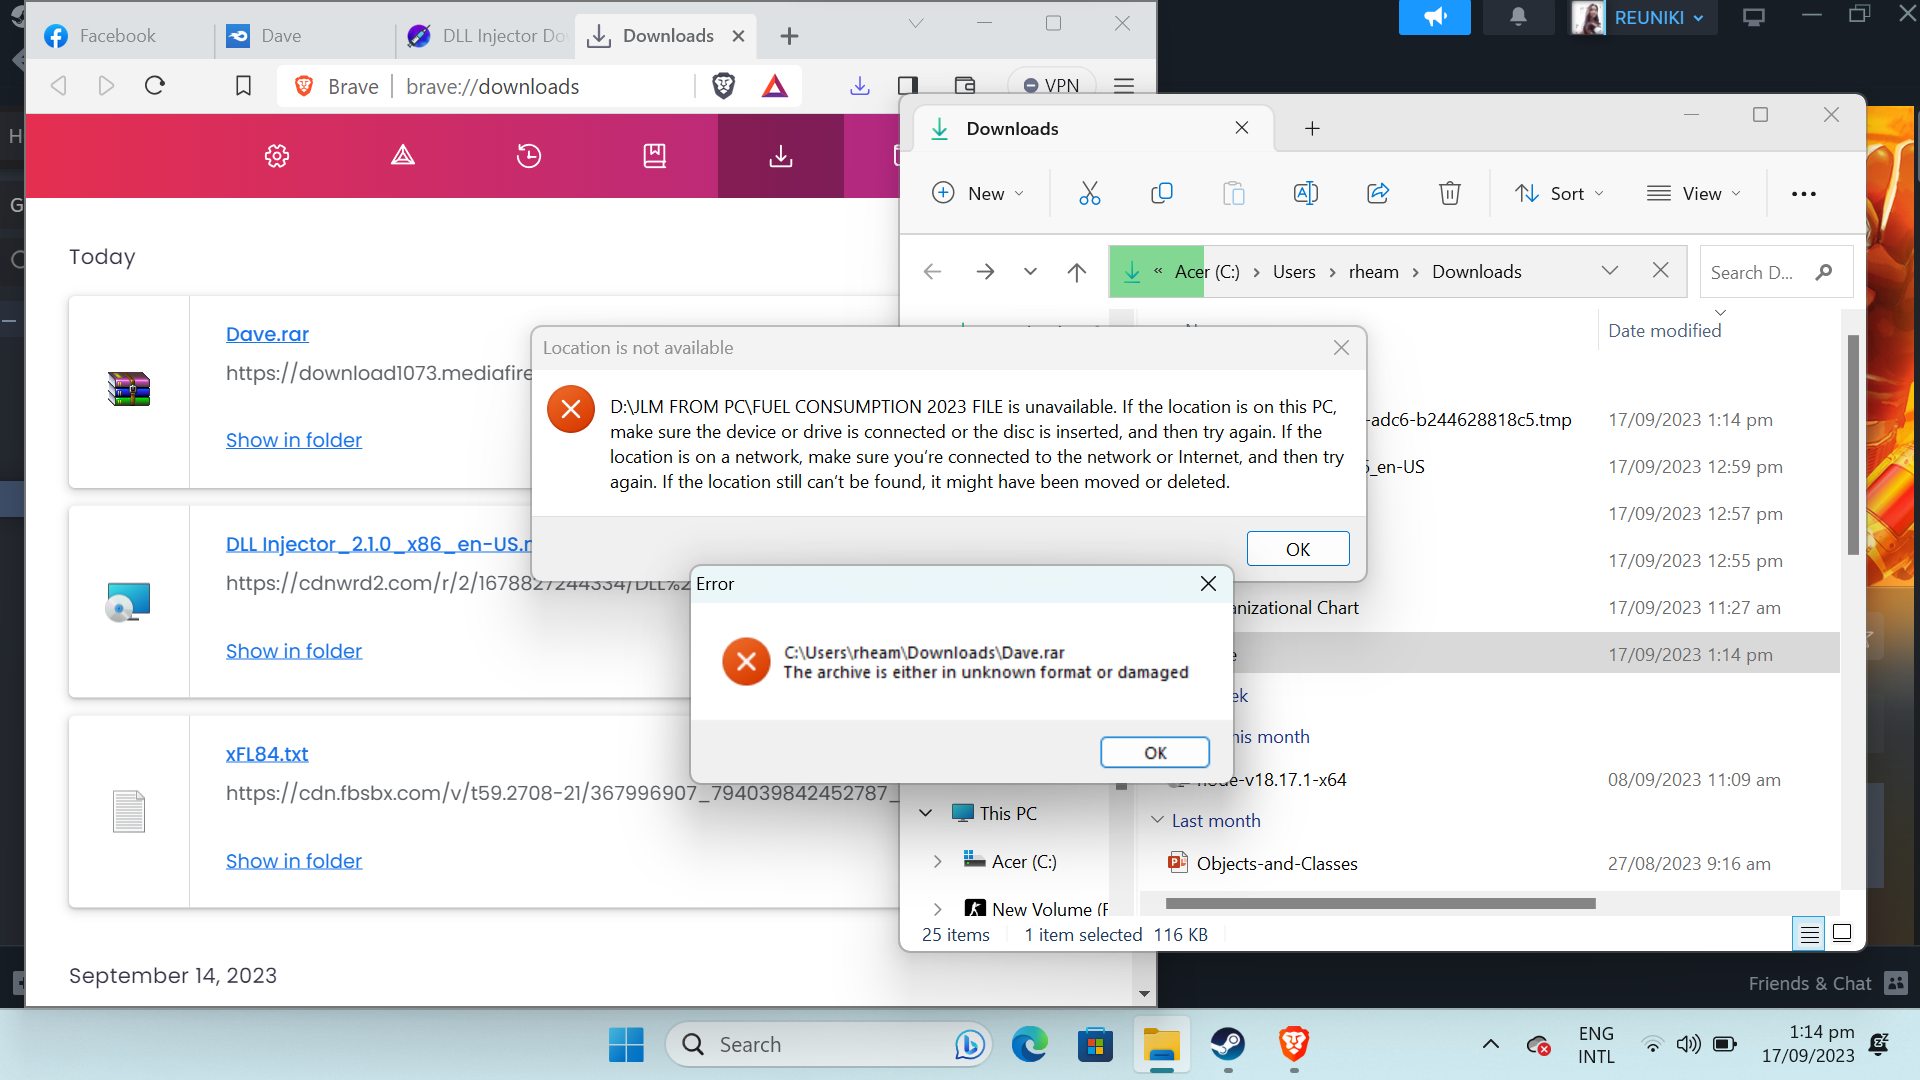 Facebook
Dave
DLL Injector Do
Downloads
REUNIKI
Brave
brave://downloads
VPN
Downloads
New
Sort
View
Acer (C:)
Users
rheam
Downloads
Search D...
Today
Date modified
Dave.rar
https://download1073.mediafire
Show in folder
Location is not available
D:\JLM FROM PC\FUEL CONSUMPTION 2023 FILE is unavailable. If the location is on this PC,
make sure the device or drive is connected or the disc is inserted, and then try again. If the
location is on a network, make sure you're connected to the network or Internet, and then try
again. If the location still can't be found, it might have been moved or deleted.
OK
-adc6-b244628818c5.tmp
17/09/2023 1:14 pm
_en-US
17/09/2023 12:59 pm
17/09/2023 12:57 pm
17/09/2023 12:55 pm
anizational Chart
17/09/2023 11:27 am
17/09/2023 1:14 pm
DLL Injector_2.1.0_x86_en-US.
https://cdnwrd2.com/r/2/1678827244334/DLL%
Show in folder
Error
C:\Users\rheam\Downloads\Dave.rar
The archive is either in unknown format or damaged
OK
ek
his month
node-v18.17.1-x64
08/09/2023 11:09 am
Last month
Objects-and-Classes
27/08/2023 9:16 am
xFL84.txt
https://cdn.fbsbx.com/v/t59.2708-21/367996907_794039842452787_
Show in folder
This PC
Acer (C:)
New Volume (F
25 items
1 item selected 116 KB
September 14, 2023
Friends & Chat
Search
ENG
INTL
1:14 pm
17/09/2023